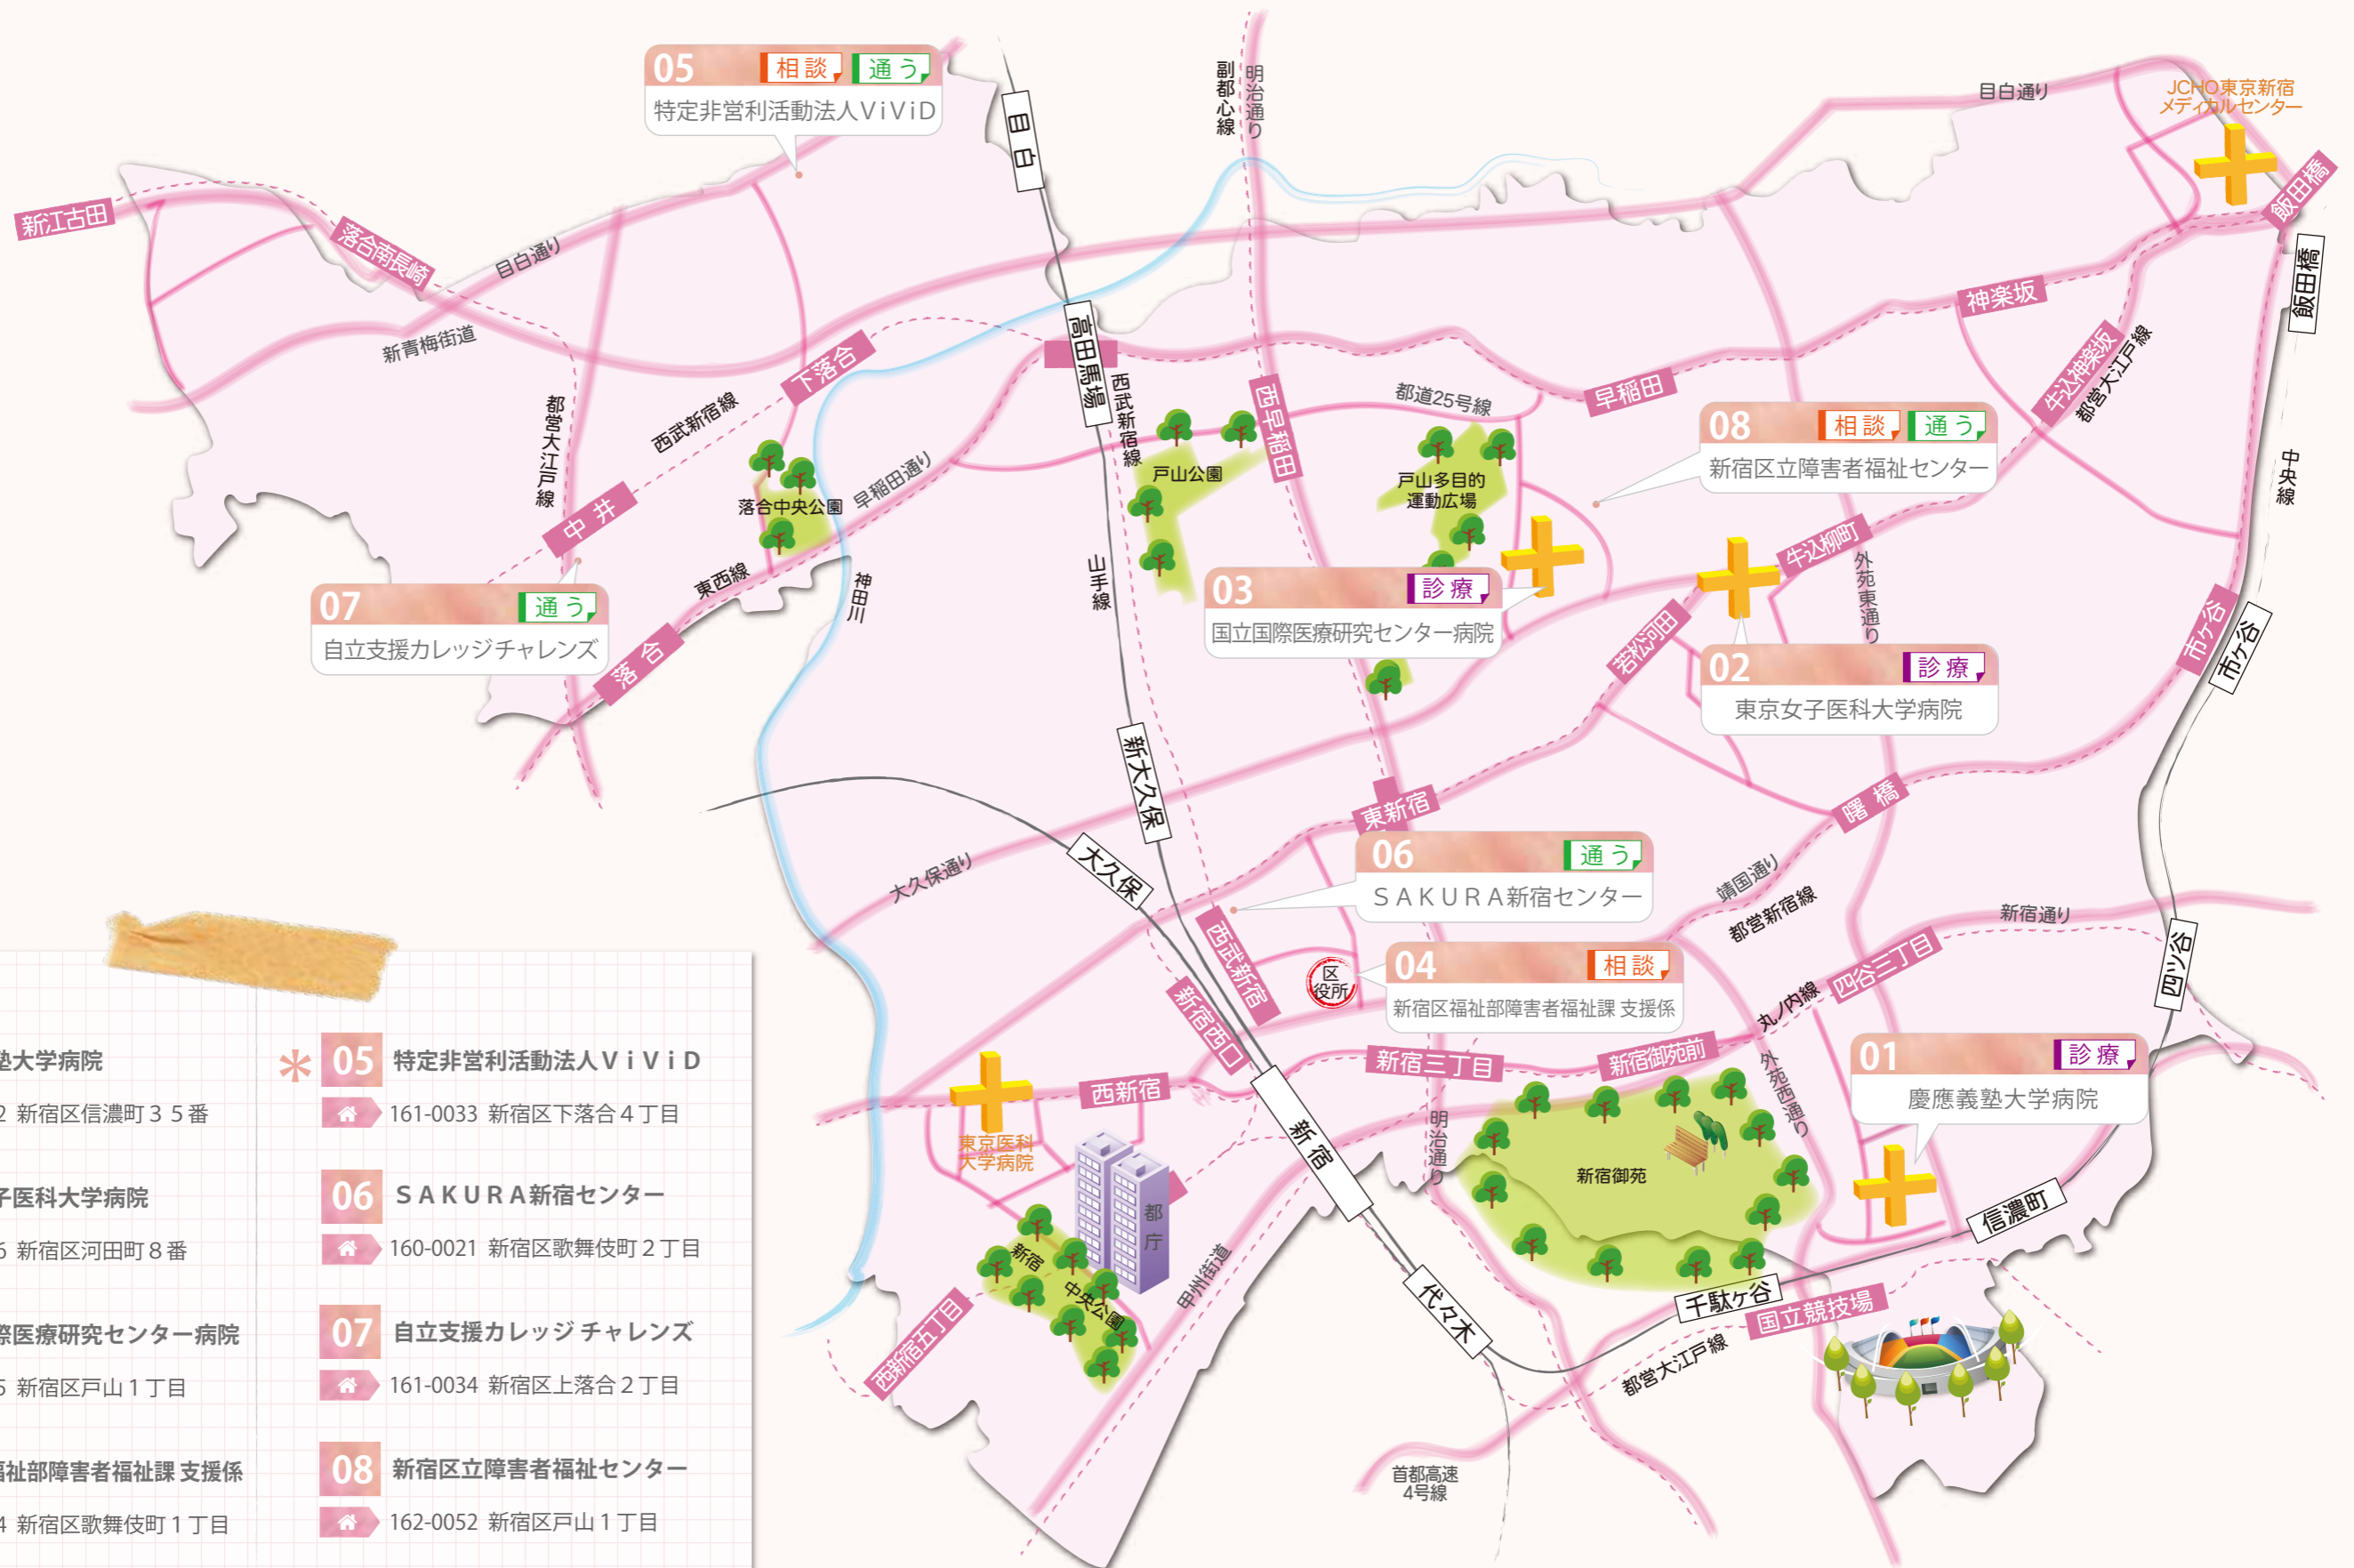 05 相談 通う
特定非営利活動法人ViViD
目白
副都心線
明治通り
目白通り
JCHO東京新宿
メディカルセンター
飯田橋
飯田橋
新江古田
落合南長崎
目白通り
新青梅街道
神楽坂
牛込神楽坂
都営大江戸線
下落合
高田馬場
西武新宿線
西武新宿線
都営大江戸線
西早稲田
都道25号線
早稲田
08 相談 通う
新宿区立障害者福祉センター
中央線
戸山公園
戸山多目的
運動広場
落合中央公園
早稲田通り
中井
東西線
神田川
山手線
07 通う
自立支援カレッジチャレンズ
落合
03 診療
国立国際医療研究センター病院
牛込柳町
外苑東通り
若松河田
02 診療
東京女子医科大学病院
市ヶ谷
市ヶ谷
新大久保
東新宿
曙橋
大久保
大久保通り
06 通う
SAKURA新宿センター
靖国通り
都営新宿線
新宿通り
西武新宿
区
役所
04 相談
新宿区福祉部障害者福祉課 支援係
四谷三丁目
丸ノ内線
四ツ谷
新宿西口
新宿三丁目
新宿御苑前
外苑西通り
01 診療
慶應義塾大学病院
西新宿
東京医科
大学病院
新宿
明治通り
新宿御苑
都庁
新宿
中央公園
甲州街道
西新宿五丁目
代々木
千駄ヶ谷
信濃町
国立競技場
都営大江戸線
首都高速
4号線
塾大学病院
2 新宿区信濃町35番
子医科大学病院
6 新宿区河田町8番
際医療研究センター病院
5 新宿区戸山1丁目
福祉部障害者福祉課 支援係
4 新宿区歌舞伎町1丁目
* 05 特定非営利活動法人ViViD
161-0033 新宿区下落合4丁目
06 SAKURA新宿センター
160-0021 新宿区歌舞伎町2丁目
07 自立支援カレッジ チャレンズ
161-0034 新宿区上落合2丁目
08 新宿区立障害者福祉センター
162-0052 新宿区戸山1丁目